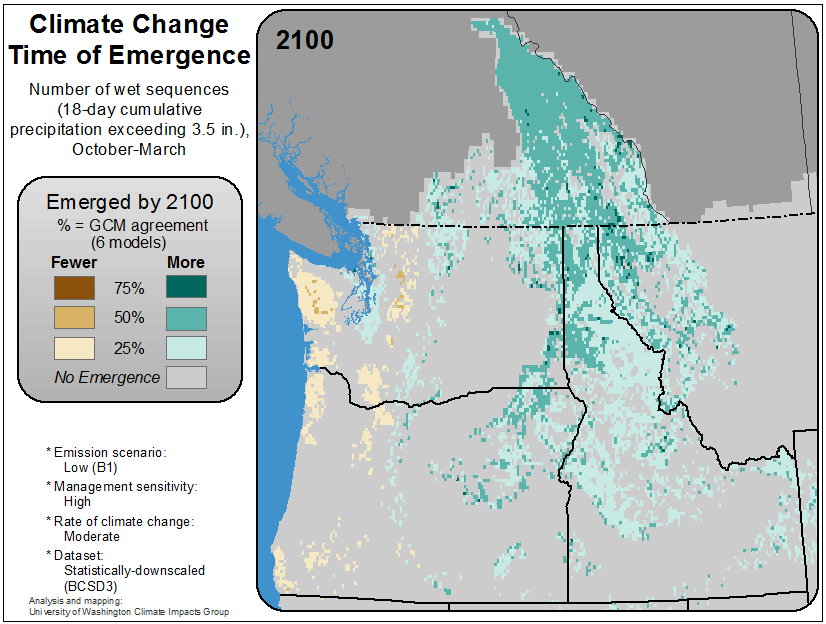 Climate Change
Time of Emergence
Number of wet sequences
(18-day cumulative
precipitation exceeding 3.5 in.),
October-March
Emerged by 2100
% = GCM agreement
(6 models)
Fewer More
75%
50%
25%
No Emergence
* Emission scenario:
Low (B1)
* Management sensitivity:
High
* Rate of climate change:
Moderate
* Dataset:
Statistically-downscaled
(BCSD3)
Analysis and mapping:
University of Washington Climate Impacts Group
2100